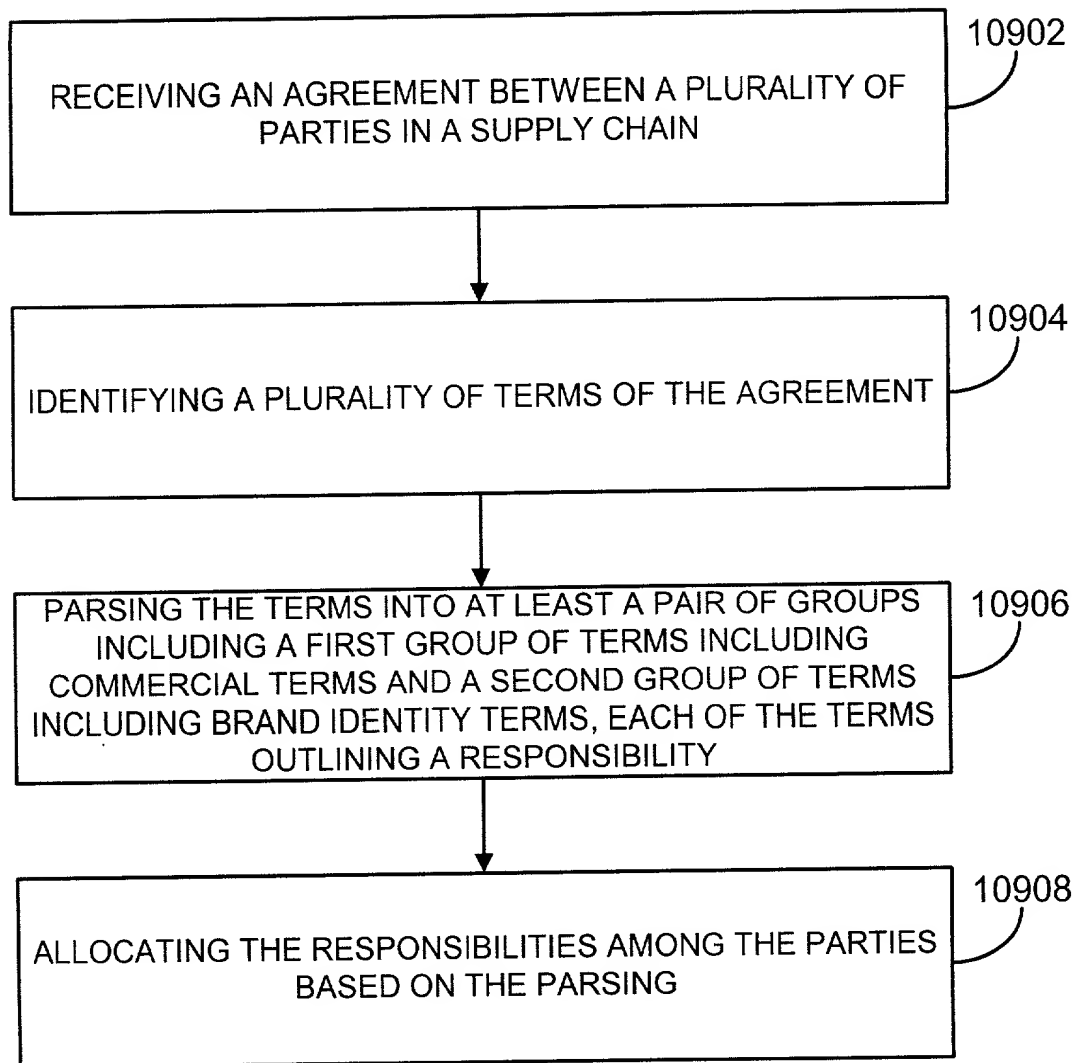 10902
RECEIVING AN AGREEMENT BETWEEN A PLURALITY OF
PARTIES IN A SUPPLY CHAIN
10904
IDENTIFYING A PLURALITY OF TERMS OF THE AGREEMENT
10906
PARSING THE TERMS INTO AT LEAST A PAIR OF GROUPS
INCLUDING A FIRST GROUP OF TERMS INCLUDING
COMMERCIAL TERMS AND A SECOND GROUP OF TERMS
INCLUDING BRAND IDENTITY TERMS, EACH OF THE TERMS
OUTLINING A RESPONSIBILITY
10908
ALLOCATING THE RESPONSIBILITIES AMONG THE PARTIES
BASED ON THE PARSING